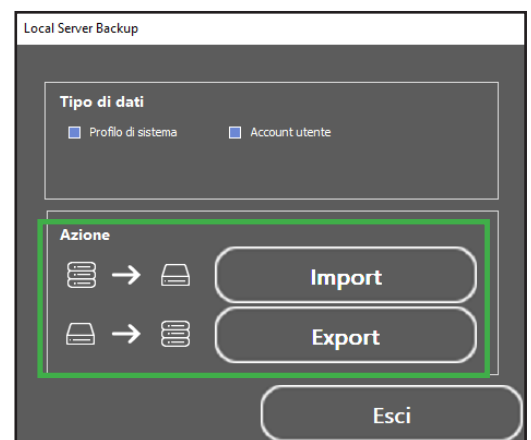 Local Server Backup
Tipo di dati
Profilo di sistema Account utente
Azione
Import
Export
Esci